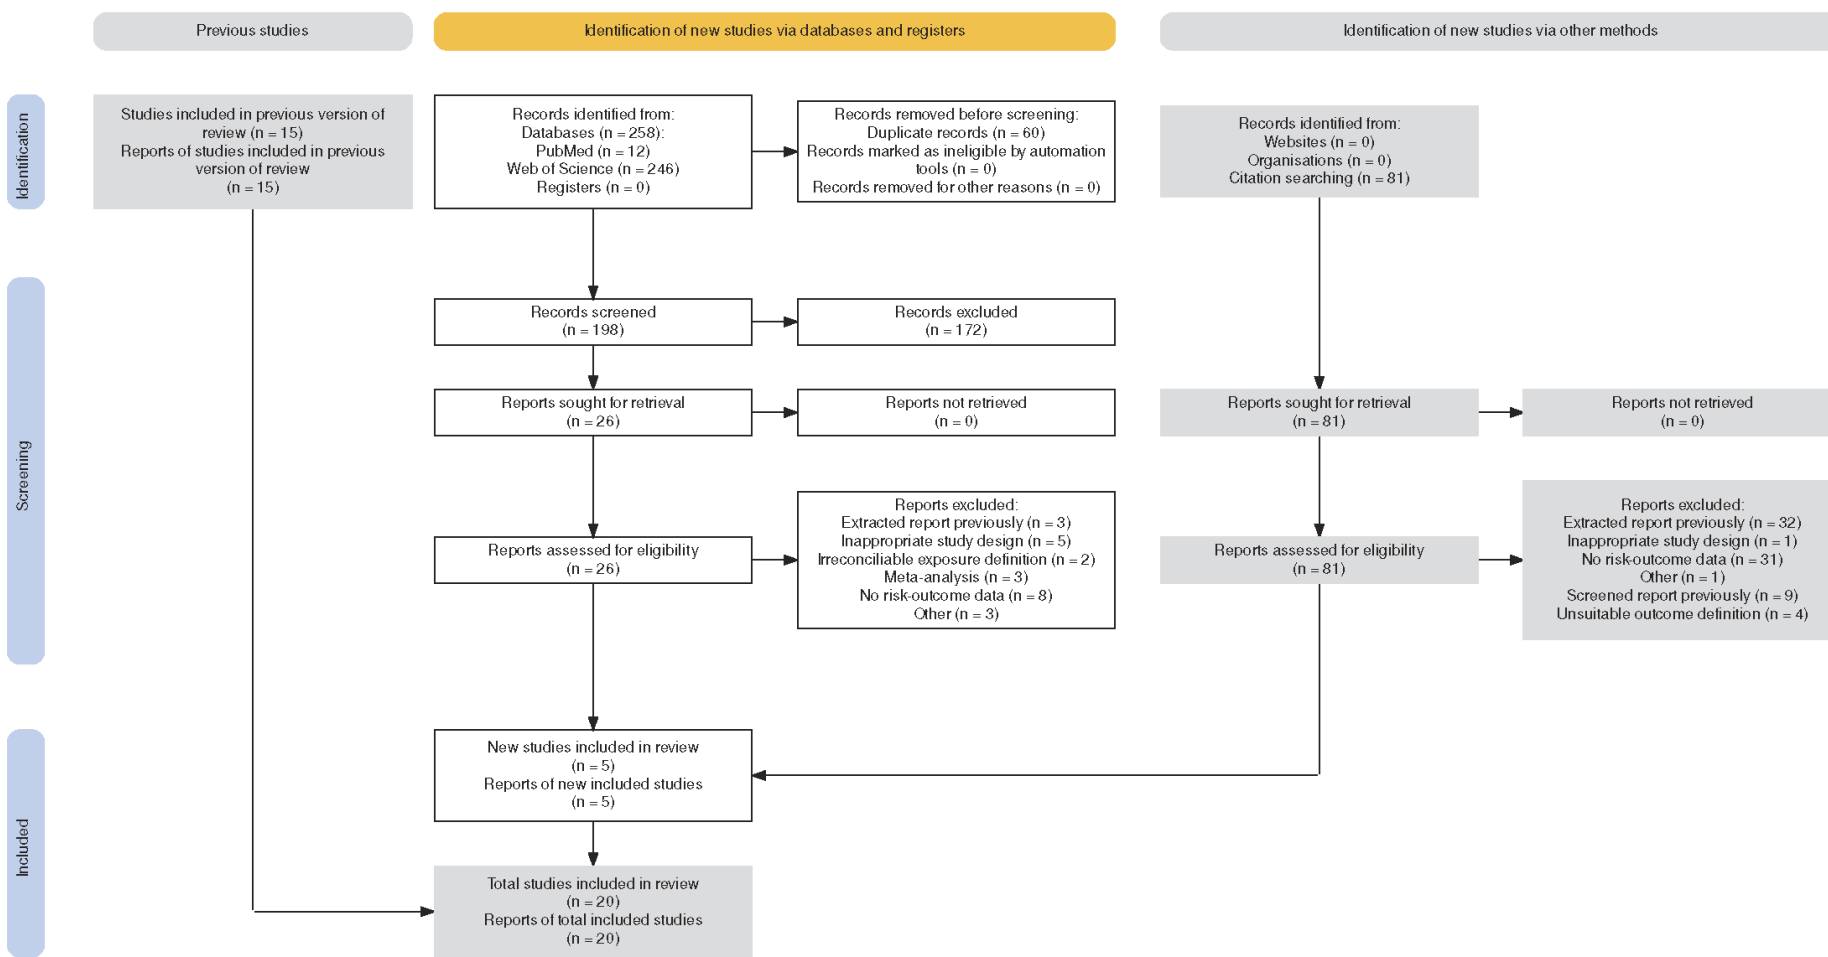 Previous studies
Identification of new studies via databases and registers
Identification of new studies via other methods
Identification
Studies included in previous version of
review (n = 15)
Reports of studies included in previous
version of review
(n = 15)
Records identified from:
Databases (n = 258):
PubMed (n = 12)
Web of Science (n = 246)
Registers (n = 0)
Records removed before screening:
Duplicate records (n = 60)
Records marked as ineligible by automation
tools (n = 0)
Records removed for other reasons (n = 0)
Records identified from:
Websites (n = 0)
Organisations (n = 0)
Citation searching (n = 81)
Screening
Records screened
(n = 198)
Records excluded
(n = 172)
Reports sought for retrieval
(n = 26)
Reports not retrieved
(n = 0)
Reports sought for retrieval
(n = 81)
Reports not retrieved
(n = 0)
Reports assessed for eligibility
(n = 26)
Reports excluded:
Extracted report previously (n = 3)
Inappropriate study design (n = 5)
Irreconciliable exposure definition (n = 2)
Meta-analysis (n = 3)
No risk-outcome data (n = 8)
Other (n = 3)
Reports assessed for eligibility
(n = 81)
Reports excluded:
Extracted report previously (n = 32)
Inappropriate study design (n = 1)
No risk-outcome data (n = 31)
Other (n = 1)
Screened report previously (n = 9)
Unsuitable outcome definition (n = 4)
Included
New studies included in review
(n = 5)
Reports of new included studies
(n = 5)
Total studies included in review
(n = 20)
Reports of total included studies
(n = 20)